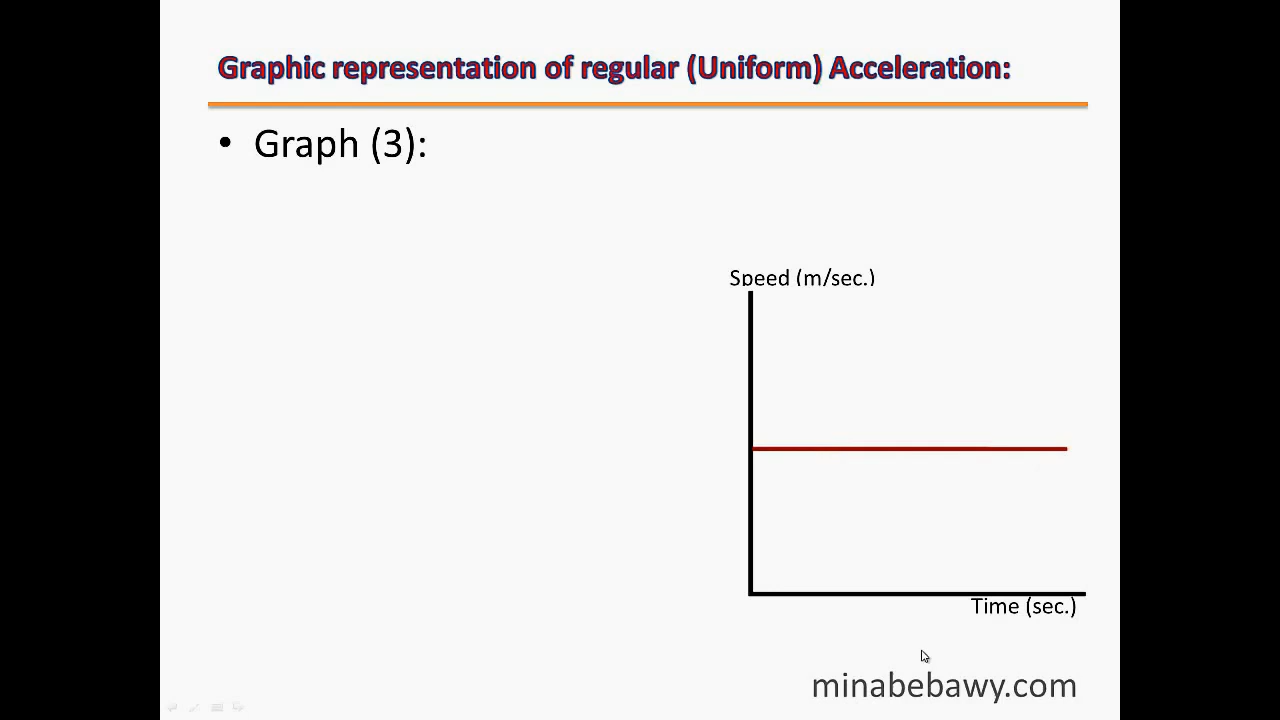 Graphic representation of regular (Uniform) Acceleration:
• Graph (3):
Speed (m/sec.)
Time (sec.)
minabebawy.com